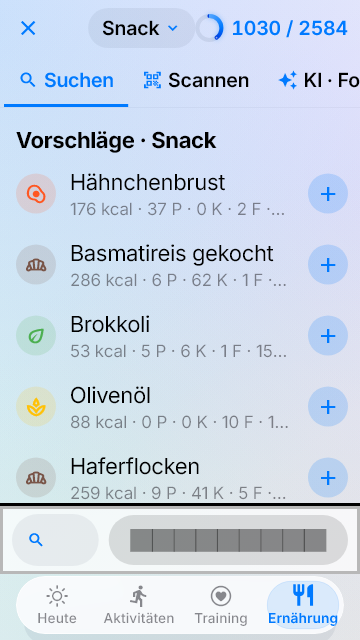 Snack
1030 / 2584
Suchen
Scannen
KI · Fo
Vorschläge · Snack
Hähnchenbrust
176 kcal · 37 P · 0 K · 2 F ·...
Basmatireis gekocht
286 kcal · 6 P · 62 K · 1 F ·...
Brokkoli
53 kcal · 5 P · 6 K · 1 F · 15...
Olivenöl
88 kcal · 0 P · 0 K · 10 F · 1...
Haferflocken
259 kcal · 9 P · 41 K · 5 F ·...
Heute
Aktivitäten
Training
Ernährung